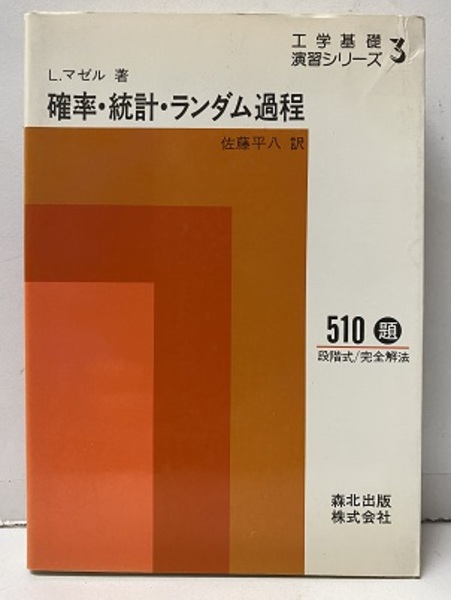 工学基礎
演習シリーズ 3
L.マゼル 著
確率・統計・ランダム過程
佐藤平八 訳
510 題
段階式/完全解法
森北出版
株式会社